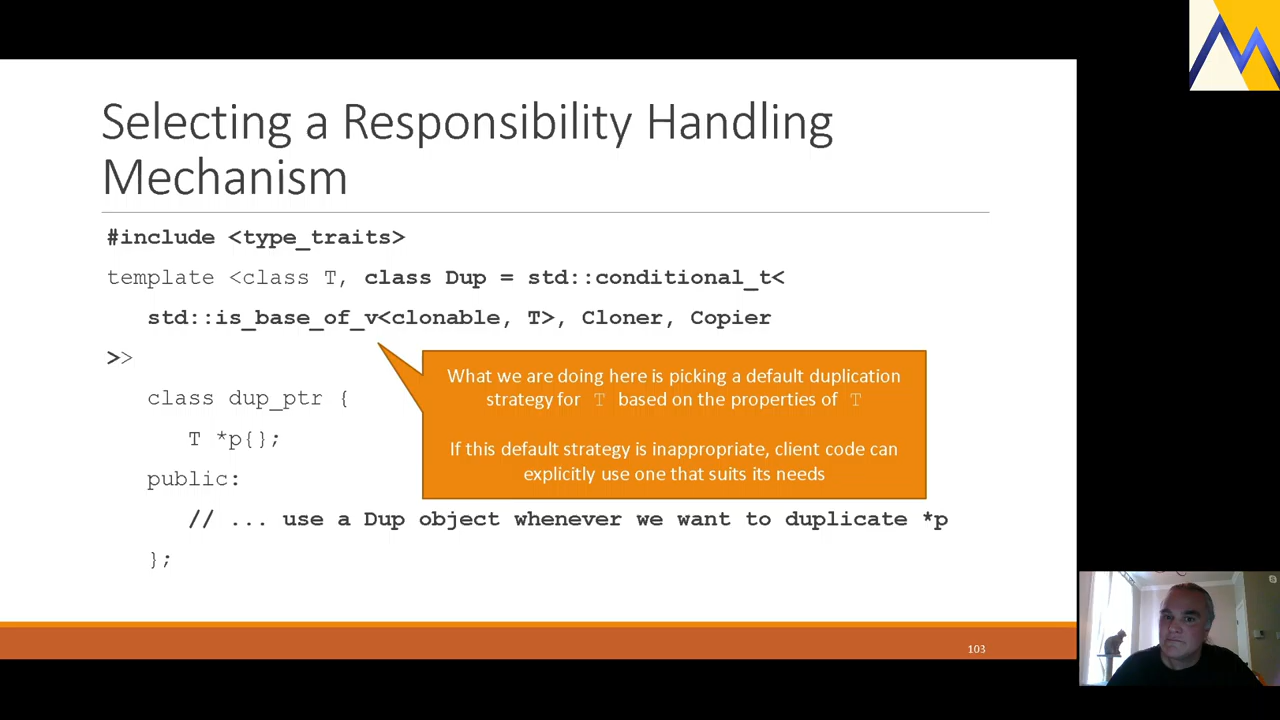 Selecting a Responsibility Handling
Mechanism
#include <type_traits>
template <class T, class Dup = std::conditional_t<
std::is_base_of_v<clonable, T>, Cloner, Copier
>>
class dup_ptr {
T *p{};
public:
// ... use a Dup object whenever we want to duplicate *p
};
What we are doing here is picking a default duplication
strategy for T based on the properties of T
If this default strategy is inappropriate, client code can
explicitly use one that suits its needs
103